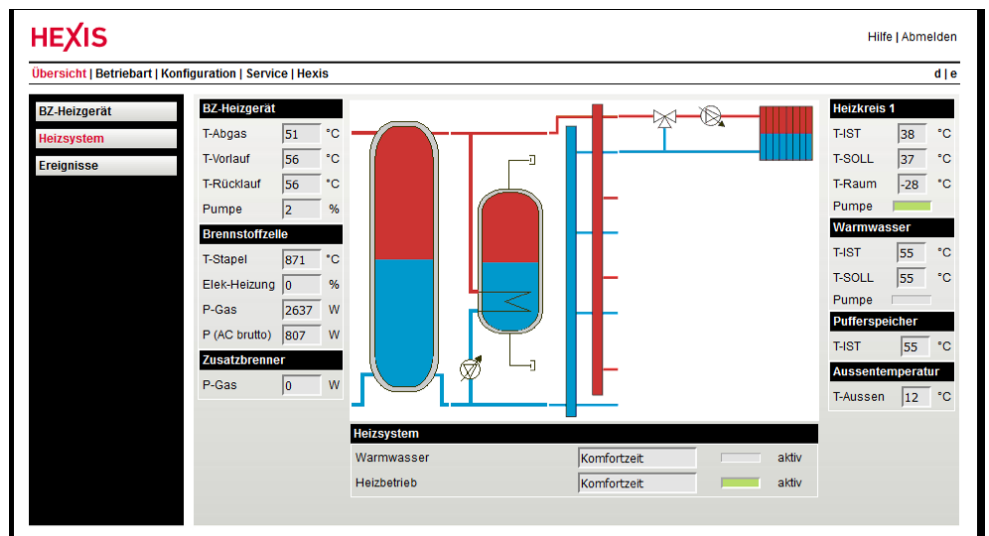 HEXIS
Hilfe | Abmelden
Übersicht | Betriebart | Konfiguration | Service | Hexis
d | e
BZ-Heizgerät
Heizsystem
Ereignisse
BZ-Heizgerät
T-Abgas 51 °C
T-Vorlauf 56 °C
T-Rücklauf 56 °C
Pumpe 2 %
Brennstoffzelle
T-Stapel 871 °C
Elek-Heizung 0 %
P-Gas 2637 W
P (AC brutto) 807 W
Zusatzbrenner
P-Gas 0 W
Heizkreis 1
T-IST 38 °C
T-SOLL 37 °C
T-Raum -28 °C
Pumpe
Warmwasser
T-IST 55 °C
T-SOLL 55 °C
Pumpe
Pufferspeicher
T-IST 55 °C
Aussentemperatur
T-Aussen 12 °C
Heizsystem
Warmwasser Komfortzeit aktiv
Heizbetrieb Komfortzeit aktiv